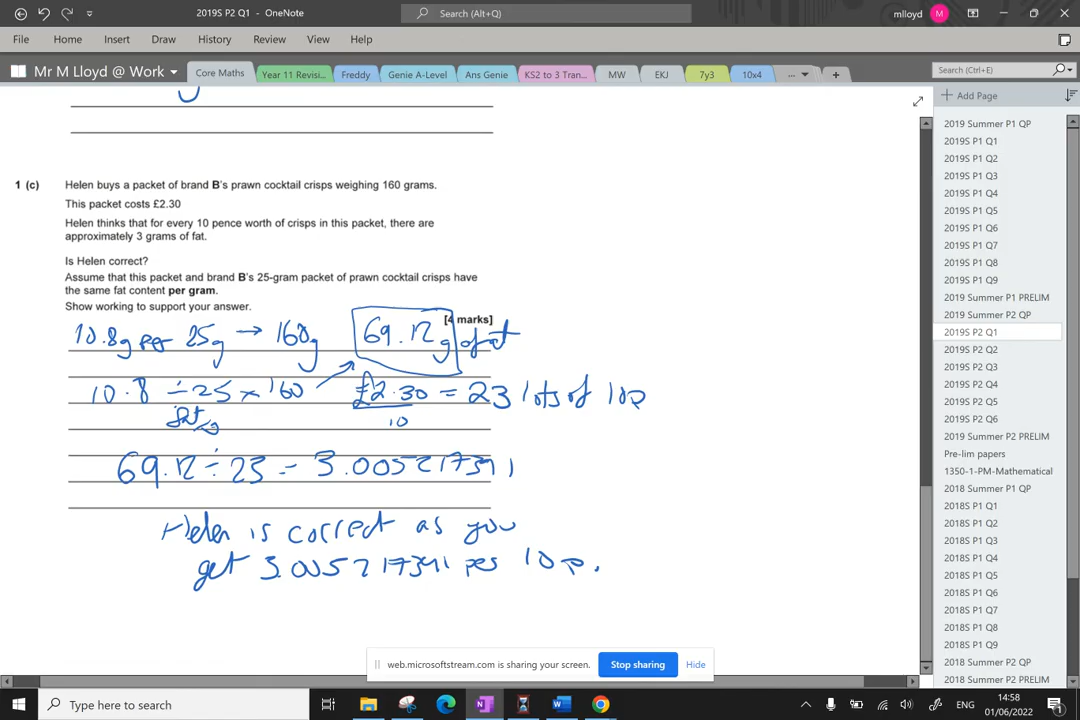 2019S P2 Q1 - OneNote
Search (Alt+Q)
mlloyd
M
File Home Insert Draw History Review View Help
Mr M Lloyd @ Work
Core Maths
Year 11 Revisi...
Freddy
Genie A-Level
Ans Genie
KS2 to 3 Tran...
MW
EKJ
7y3
10x4
...
Search (Ctrl+E)
Add Page
2019 Summer P1 QP
2019S P1 Q1
2019S P1 Q2
2019S P1 Q3
2019S P1 Q4
2019S P1 Q5
2019S P1 Q6
2019S P1 Q7
2019S P1 Q8
2019S P1 Q9
2019 Summer P1 PRELIM
2019 Summer P2 QP
2019S P2 Q1
2019S P2 Q2
2019S P2 Q3
2019S P2 Q4
2019S P2 Q5
2019S P2 Q6
2019 Summer P2 PRELIM
Pre-lim papers
1350-1-PM-Mathematical
2018 Summer P1 QP
2018S P1 Q1
2018S P1 Q2
2018S P1 Q3
2018S P1 Q4
2018S P1 Q5
2018S P1 Q6
2018S P1 Q7
2018S P1 Q8
2018S P1 Q9
2018 Summer P2 QP
2018 Summer P2 PRELIM
1 (c) Helen buys a packet of brand B's prawn cocktail crisps weighing 160 grams.
This packet costs £2.30
Helen thinks that for every 10 pence worth of crisps in this packet, there are
approximately 3 grams of fat.
Is Helen correct?
Assume that this packet and brand B's 25-gram packet of prawn cocktail crisps have
the same fat content per gram.
Show working to support your answer.
[4 marks]
10.8g per 25g → 160g 69.12g of fat
10.8 ÷ 25 × 160 £2.30 = 23 lots of 10p
10
69.12 ÷ 23 = 3.005217391
Helen is correct as you
get 3.005217391 per 10p.
web.microsoftstream.com is sharing your screen.
Stop sharing
Hide
Type here to search
ENG
14:58
01/06/2022